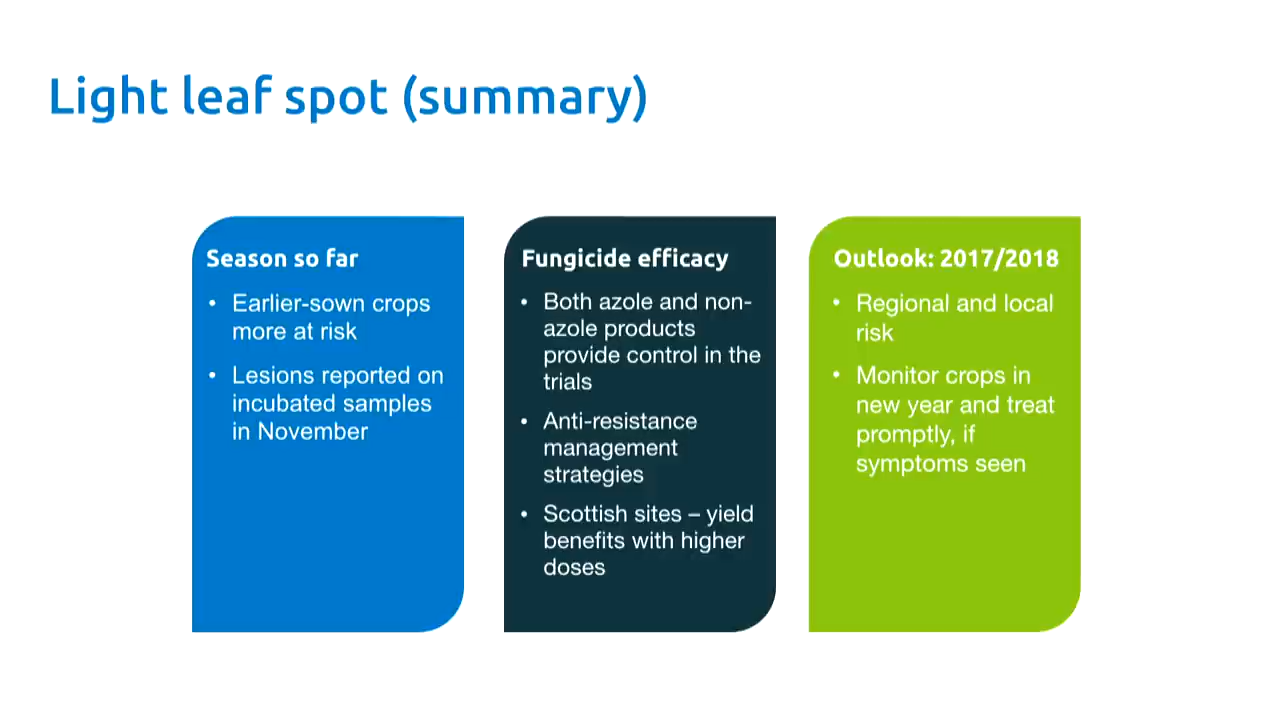 Light leaf spot (summary)
Season so far
• Earlier-sown crops
more at risk
• Lesions reported on
incubated samples
in November
Fungicide efficacy
• Both azole and non-
azole products
provide control in the
trials
• Anti-resistance
management
strategies
• Scottish sites – yield
benefits with higher
doses
Outlook: 2017/2018
• Regional and local
risk
• Monitor crops in
new year and treat
promptly, if
symptoms seen